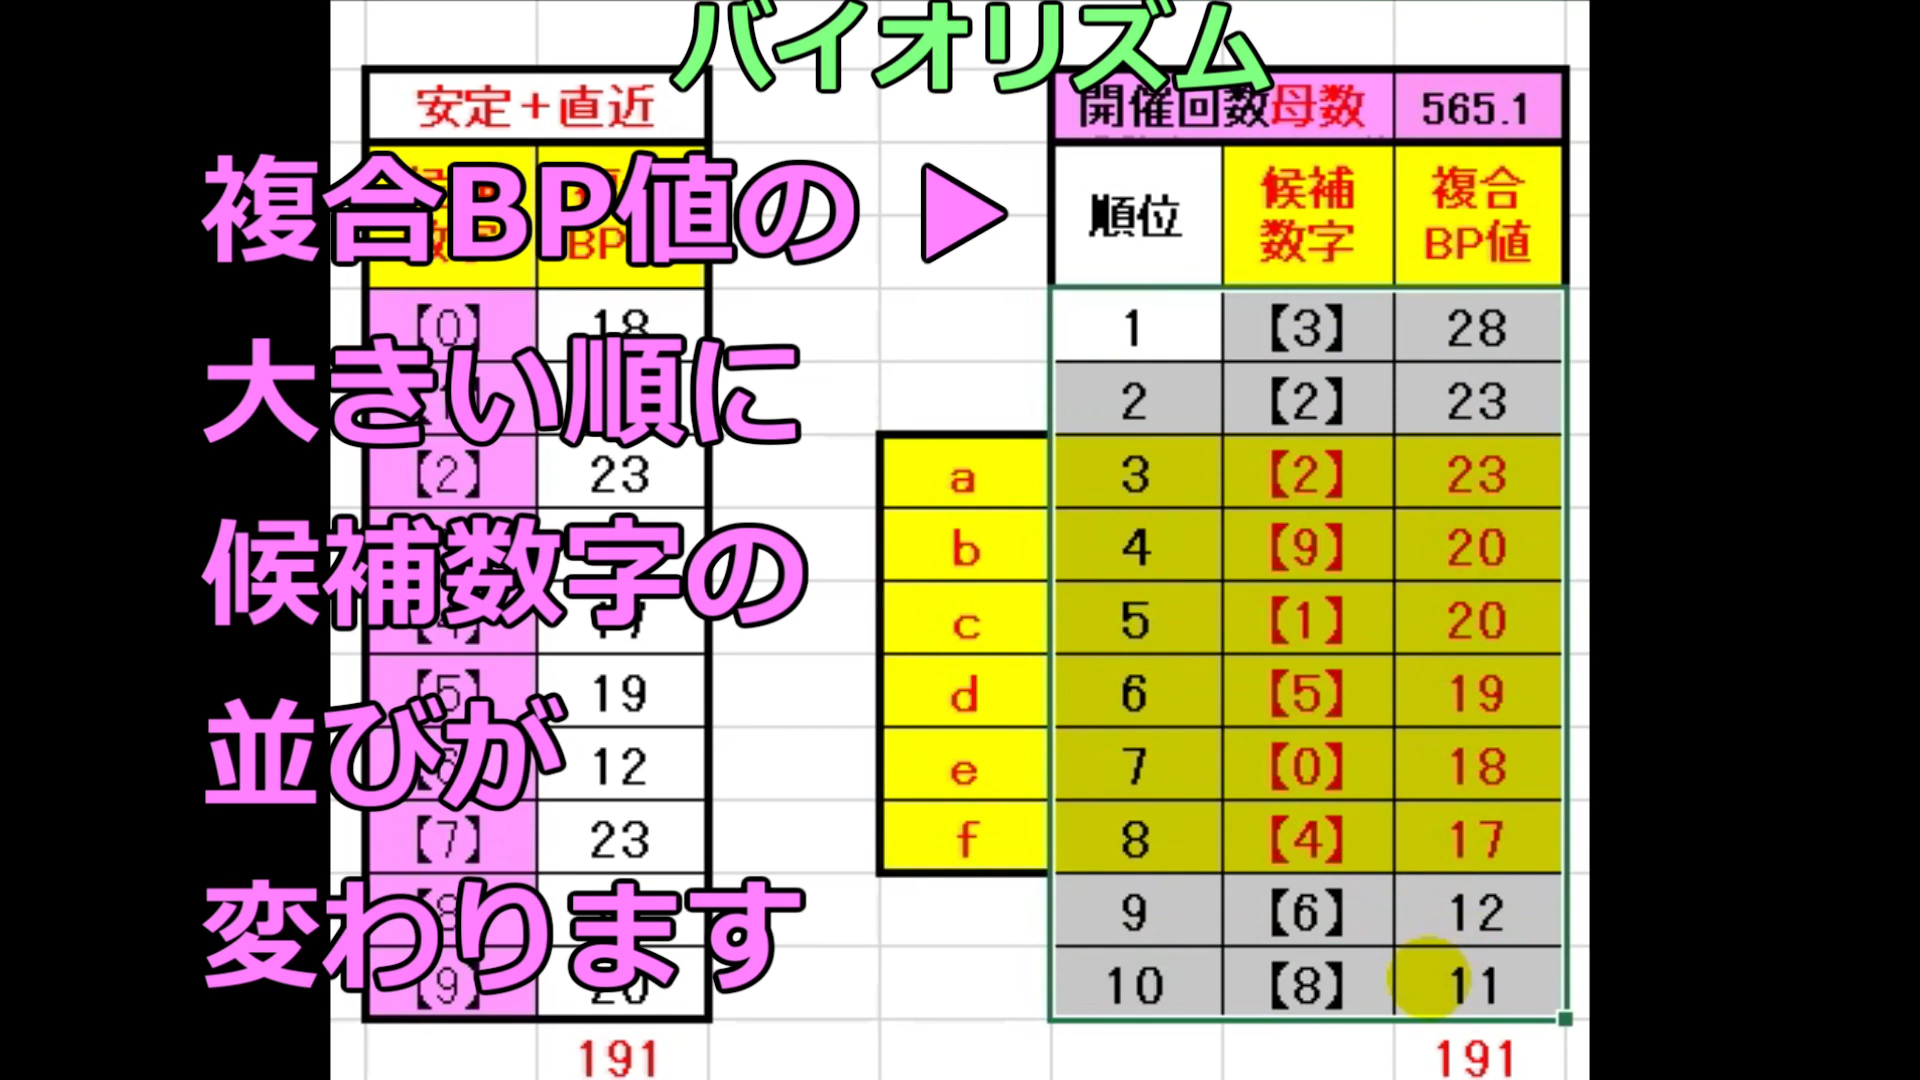 バイオリズム
安定＋直近
開催回数母数 565.1
複合BP値の ▶
大きい順に
候補数字の
並びが
変わります
【0】 18
【2】 23
【5】 19
12
【7】 23
【9】 20
191
順位 候補数字 複合BP値
1 【3】 28
2 【2】 23
a 3 【2】 23
b 4 【9】 20
c 5 【1】 20
d 6 【5】 19
e 7 【0】 18
f 8 【4】 17
9 【6】 12
10 【8】 11
191